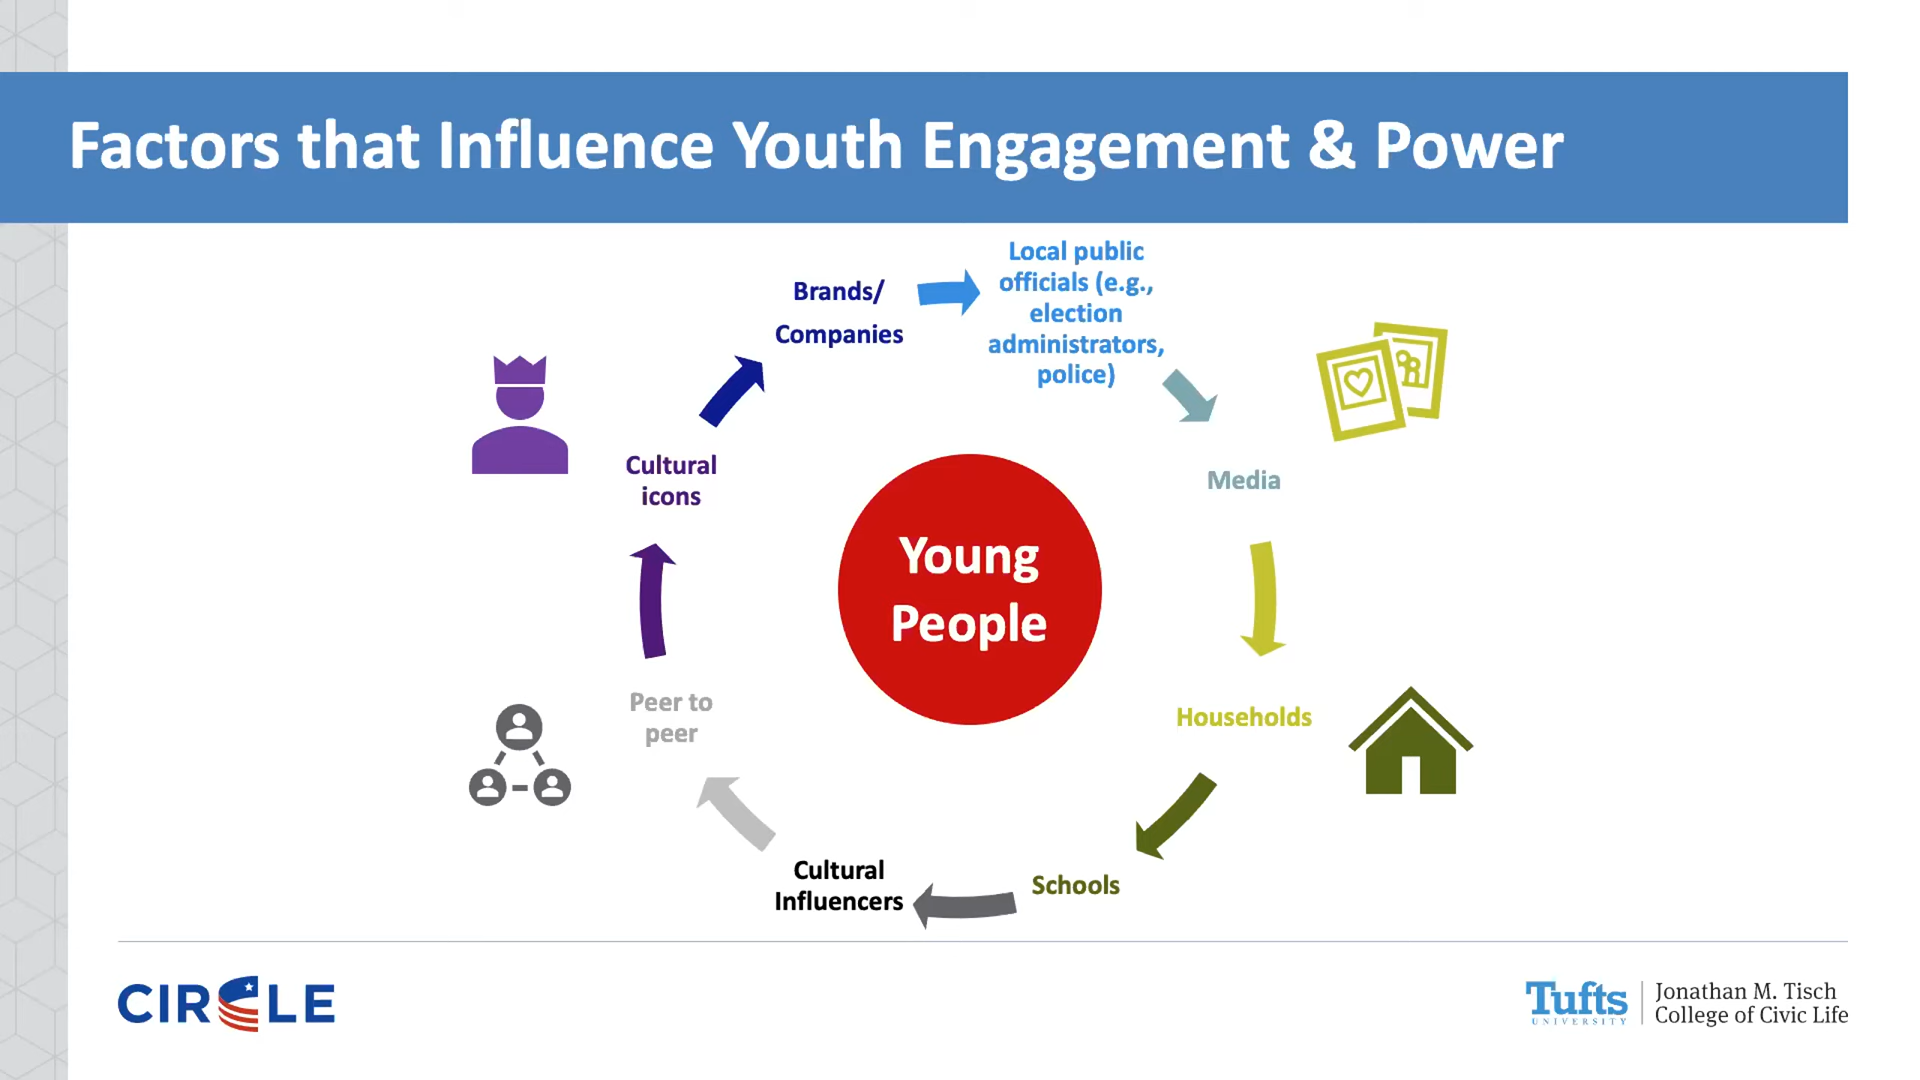 Factors that Influence Youth Engagement & Power
Brands/
Companies
Local public
officials (e.g.,
election
administrators,
police)
Media
Households
Schools
Cultural
Influencers
Peer to
peer
Cultural
icons
Young
People
CIRCLE
Tufts
UNIVERSITY
Jonathan M. Tisch
College of Civic Life